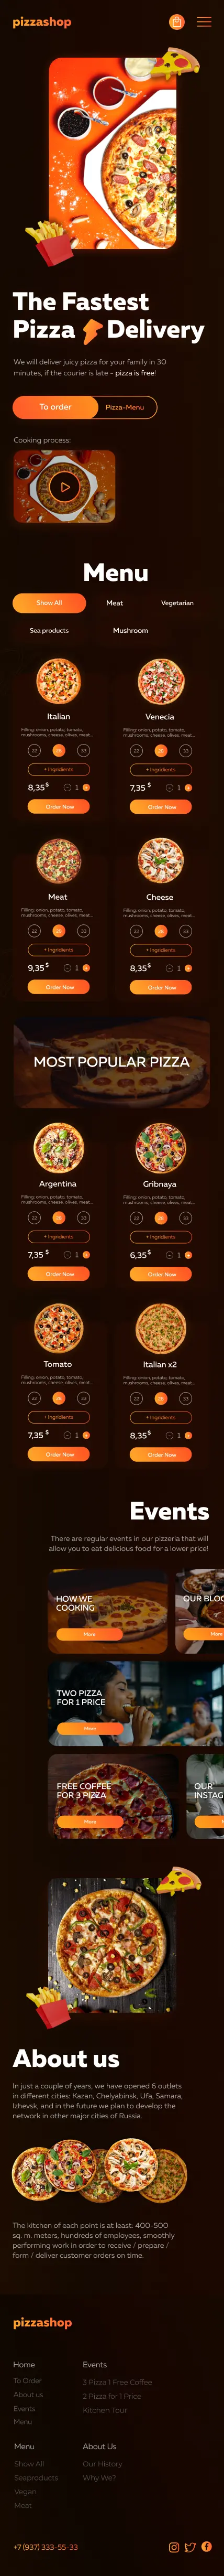 pizzashop
The Fastest
Pizza Delivery
We will deliver juicy pizza for your family in 30
minutes, if the courier is late - pizza is free!
To order
Pizza-Menu
Cooking process:
Menu
Show All
Meat
Vegetarian
Sea products
Mushroom
Italian
Filling: onion, potato, tomato,
mushrooms, cheese, olives, meat...
22 28 33
+ Ingridients
8,35$
1
Order Now
Venecia
Filling: onion, potato, tomato,
mushrooms, cheese, olives, meat...
22 28 33
+ Ingridients
7,35 $
1
Order Now
Meat
Filling: onion, potato, tomato,
mushrooms, cheese, olives, meat...
22 28 33
+ Ingridients
9,35$
1
Order Now
Cheese
Filling: onion, potato, tomato,
mushrooms, cheese, olives, meat...
22 28 33
+ Ingridients
8,35$
1
Order Now
MOST POPULAR PIZZA
Argentina
Filling: onion, potato, tomato,
mushrooms, cheese, olives, meat...
22 28 33
+ Ingridients
7,35 $
1
Order Now
Gribnaya
Filling: onion, potato, tomato,
mushrooms, cheese, olives, meat...
22 28 33
+ Ingridients
6,35$
1
Order Now
Tomato
Filling: onion, potato, tomato,
mushrooms, cheese, olives, meat...
22 28 33
+ Ingridients
7,35 $
1
Order Now
Italian x2
Filling: onion, potato, tomato,
mushrooms, cheese, olives, meat...
22 28 33
+ Ingridients
8,35$
1
Order Now
Events
There are regular events in our pizzeria that will
allow you to eat delicious food for a lower price!
HOW WE
COOKING
More
OUR BLOG
More
TWO PIZZA
FOR 1 PRICE
More
FREE COFFEE
FOR 3 PIZZA
More
OUR
INSTAG
About us
In just a couple of years, we have opened 6 outlets
in different cities: Kazan, Chelyabinsk, Ufa, Samara,
Izhevsk, and in the future we plan to develop the
network in other major cities of Russia.
The kitchen of each point is at least: 400-500
sq. m. meters, hundreds of employees, smoothly
performing work in order to receive / prepare /
form / deliver customer orders on time.
pizzashop
Home
To Order
About us
Events
Menu
Events
3 Pizza 1 Free Coffee
2 Pizza for 1 Price
Kitchen Tour
Menu
Show All
Seaproducts
Vegan
Meat
About Us
Our History
Why We?
+7 (937) 333-55-33